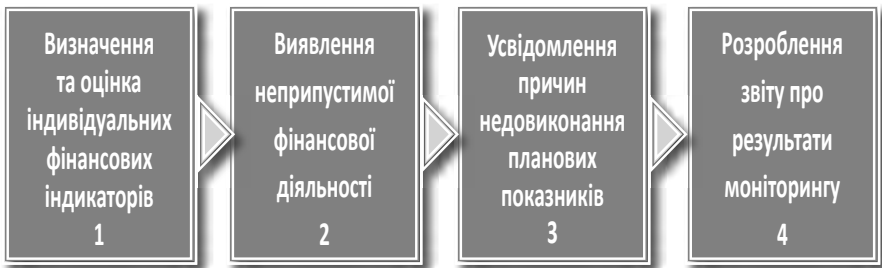 Визначення
та оцінка
індивідуальних
фінансових
індикаторів
1
Виявлення
неприпустимої
фінансової
діяльності
2
Усвідомлення
причин
недовиконання
планових
показників
3
Розроблення
звіту про
результати
моніторингу
4